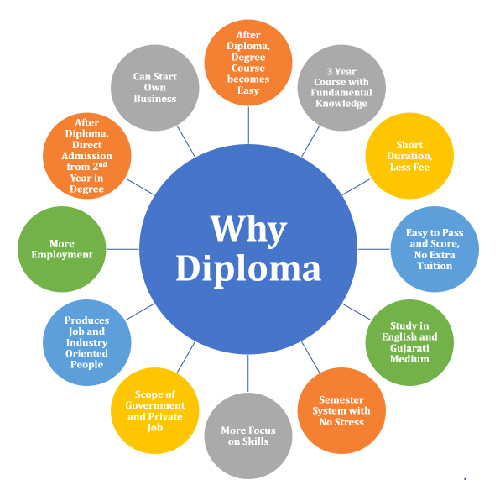 After
Diploma,
Degree
Course
becomes
Easy
3 Year
Course with
Fundamental
Knowledge
Short
Duration,
Less Fee
Easy to Pass
and Score,
No Extra
Tuition
Study in
English and
Gujarati
Medium
Semester
System with
No Stress
More Focus
on Skills
Scope of
Government
and Private
Job
Produces
Job and
Industry
Oriented
People
More
Employment
After
Diploma,
Direct
Admission
from 2nd
Year in
Degree
Can Start
Own
Business
Why
Diploma